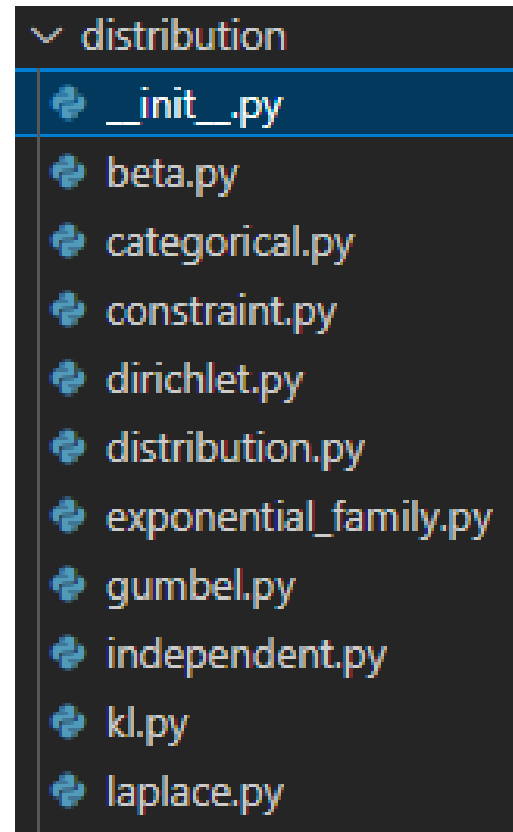 distribution
__init__.py
beta.py
categorical.py
constraint.py
dirichlet.py
distribution.py
exponential_family.py
gumbel.py
independent.py
kl.py
laplace.py